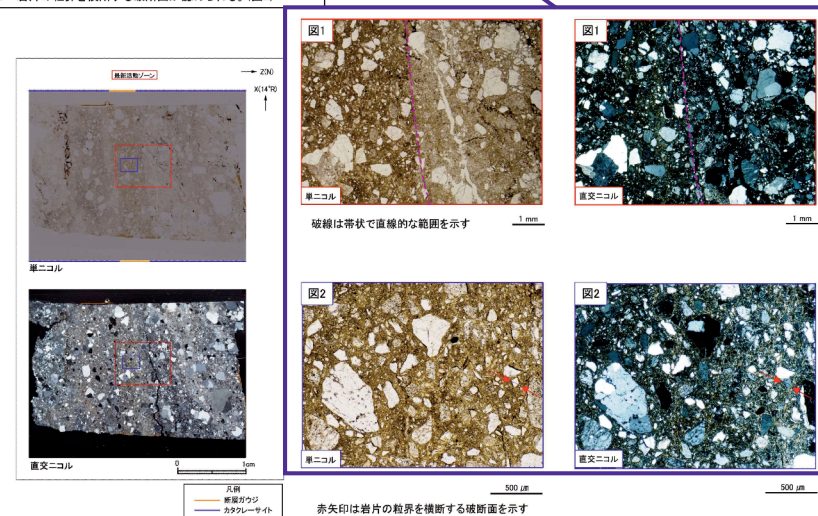 最新活動ゾーン
Z(N)
X(14°R)
単ニコル
直交ニコル
0 1cm
凡例
断層ガウジ
カタクレーサイト
図1
単ニコル
破線は帯状で直線的な範囲を示す
1 mm
図1
直交ニコル
1 mm
図2
単ニコル
500 μm
赤矢印は岩片の粒界を横断する破断面を示す
図2
直交ニコル
500 μm